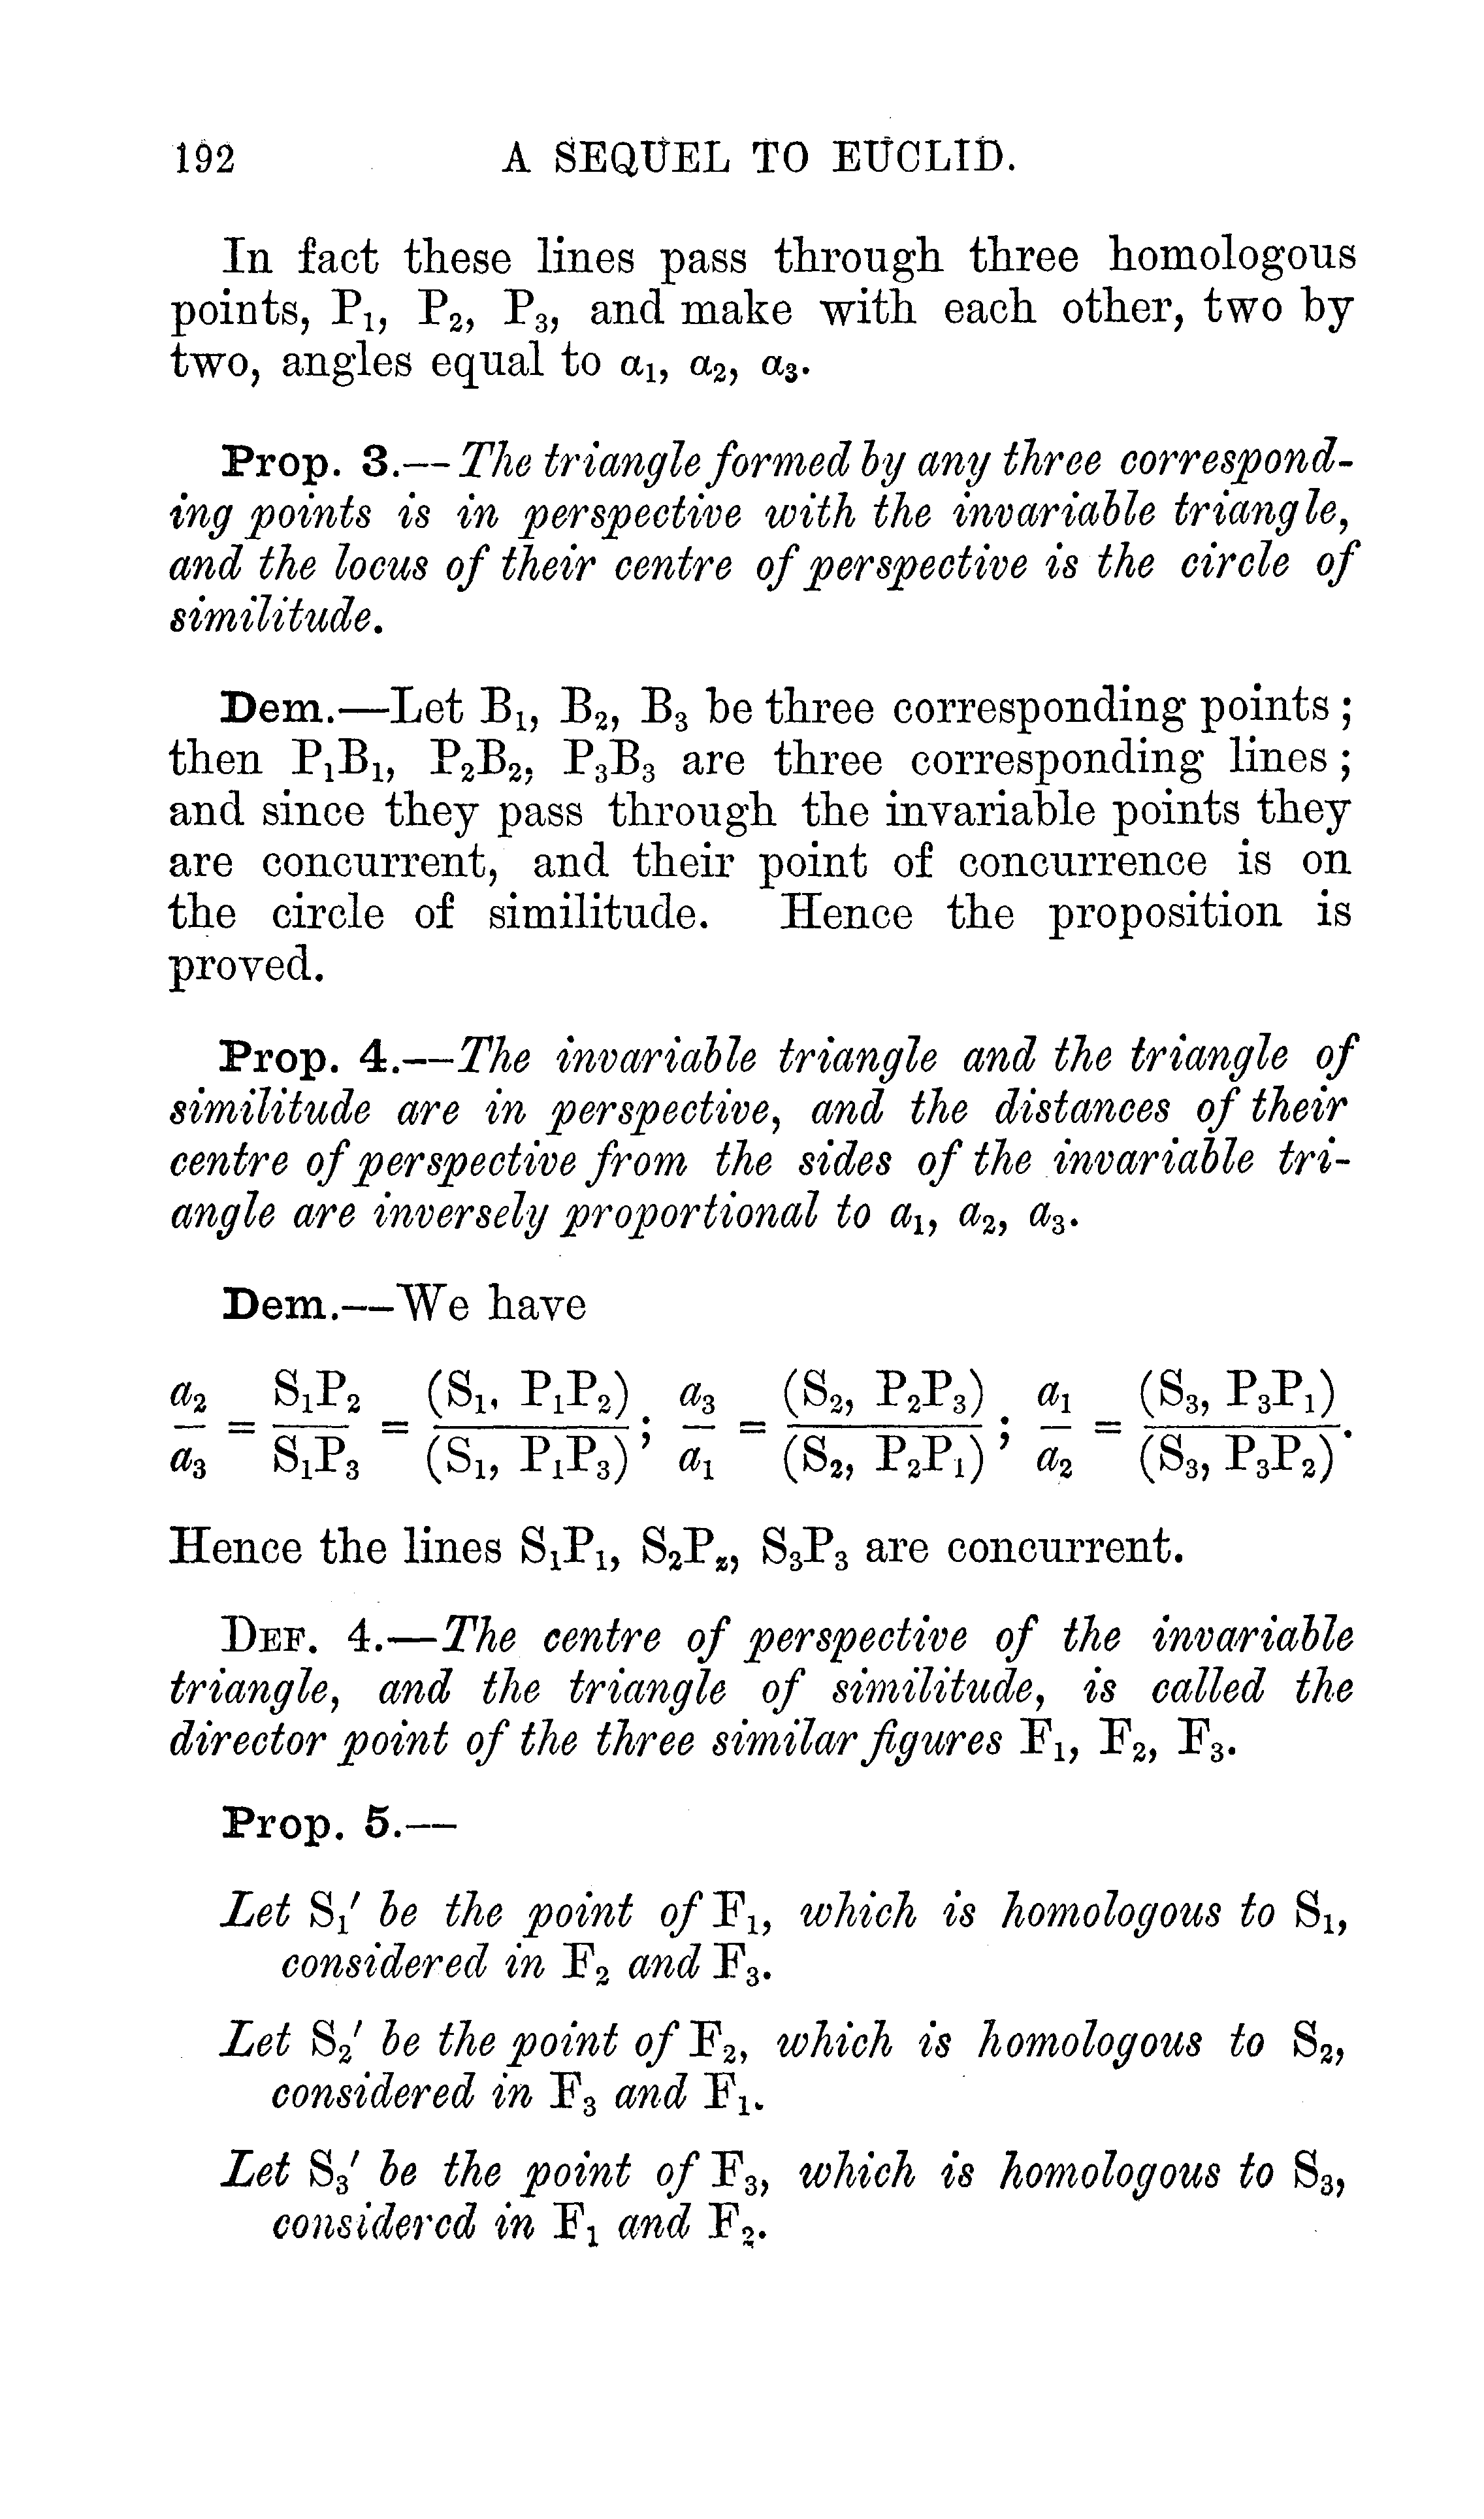 192 A SEQUEL TO EUCLID.
In fact these lines pass through three homologous
points, P₁, P₂, P₃, and make with each other, two by
two, angles equal to α₁, α₂, α₃.
Prop. 3.—The triangle formed by any three correspond-
ing points is in perspective with the invariable triangle,
and the locus of their centre of perspective is the circle of
similitude.
Dem.—Let B₁, B₂, B₃ be three corresponding points;
then P₁B₁, P₂B₂, P₃B₃ are three corresponding lines;
and since they pass through the invariable points they
are concurrent, and their point of concurrence is on
the circle of similitude. Hence the proposition is
proved.
Prop. 4.—The invariable triangle and the triangle of
similitude are in perspective, and the distances of their
centre of perspective from the sides of the invariable tri-
angle are inversely proportional to a₁, a₂, a₃.
Dem.—We have
a₂/a₃ = S₁P₂/S₁P₃ = (S₁, P₁P₂)/(S₁, P₁P₃); a₃/a₁ = (S₂, P₂P₃)/(S₂, P₂P₁); a₁/a₂ = (S₃, P₃P₁)/(S₃, P₃P₂).
Hence the lines S₁P₁, S₂P₂, S₃P₃ are concurrent.
DEF. 4.—The centre of perspective of the invariable
triangle, and the triangle of similitude, is called the
director point of the three similar figures F₁, F₂, F₃.
Prop. 5.—
Let S₁′ be the point of F₁, which is homologous to S₁,
considered in F₂ and F₃.
Let S₂′ be the point of F₂, which is homologous to S₂,
considered in F₃ and F₁.
Let S₃′ be the point of F₃, which is homologous to S₃,
considered in F₁ and F₂.